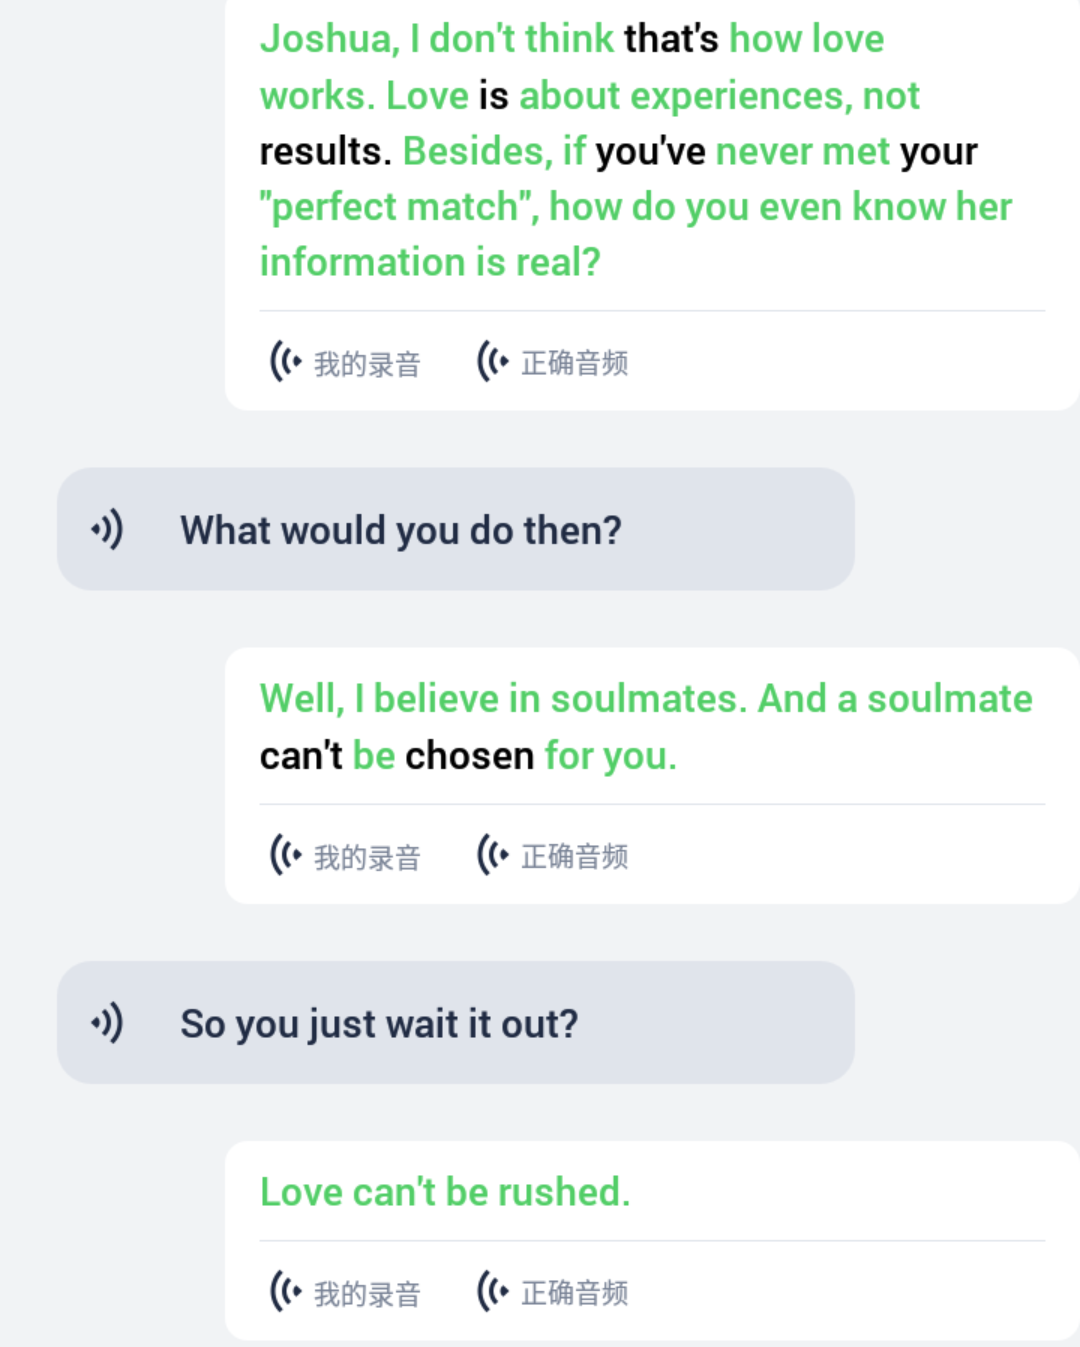 Joshua, I don't think that's how love
works. Love is about experiences, not
results. Besides, if you've never met your
"perfect match", how do you even know her
information is real?
我的录音 正确音频
What would you do then?
Well, I believe in soulmates. And a soulmate
can't be chosen for you.
我的录音 正确音频
So you just wait it out?
Love can't be rushed.
我的录音 正确音频